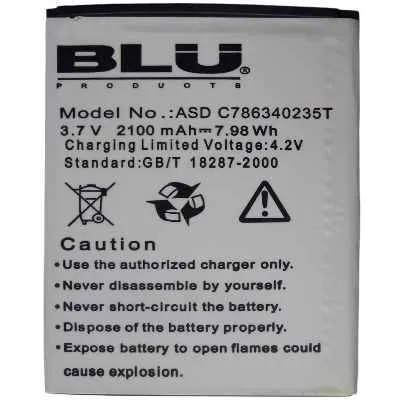 BLU
PRODUCTS
Model No.:ASD C786340235T
3.7 V 2100 mAh⎓7.98 Wh
Charging Limited Voltage:4.2V
Standard:GB/T 18287-2000
Caution
• Use the authorized charger only.
• Never disassemble by yourself.
• Never short-circuit the battery.
• Dispose of the battery properly.
• Expose battery to open flames could
cause explosion.